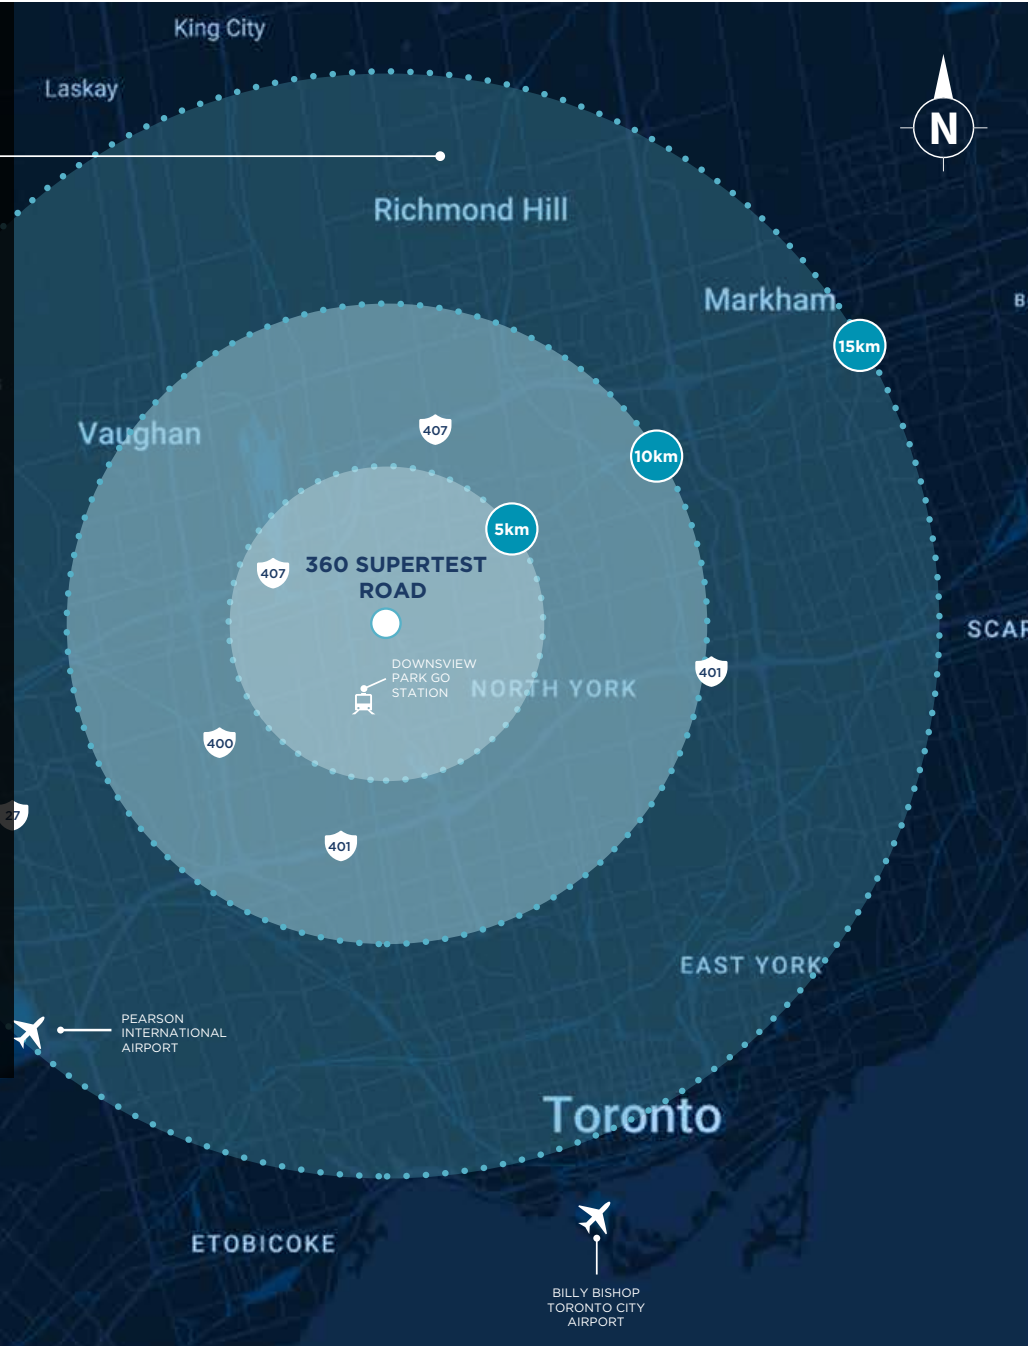 King City
Laskay
N
Richmond Hill
Markham
B
15km
Vaughan
407
10km
5km
360 SUPERTEST
ROAD
407
SCAR
DOWNSVIEW
PARK GO
STATION
NORTH YORK
401
400
27
401
EAST YORK
PEARSON
INTERNATIONAL
AIRPORT
Toronto
ETOBICOKE
BILLY BISHOP
TORONTO CITY
AIRPORT